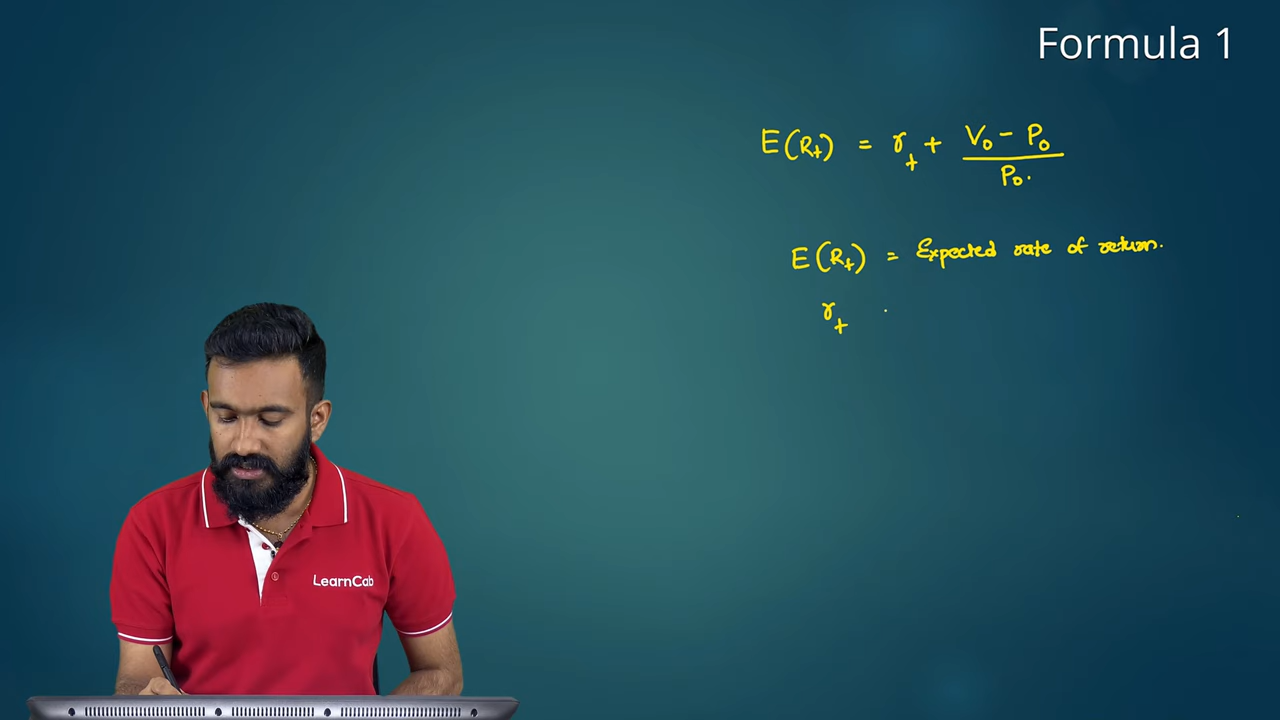 Formula 1
E(Rt) = rt + V0 - P0
P0.
E(Rt) = Expected rate of return.
rt
LearnCab